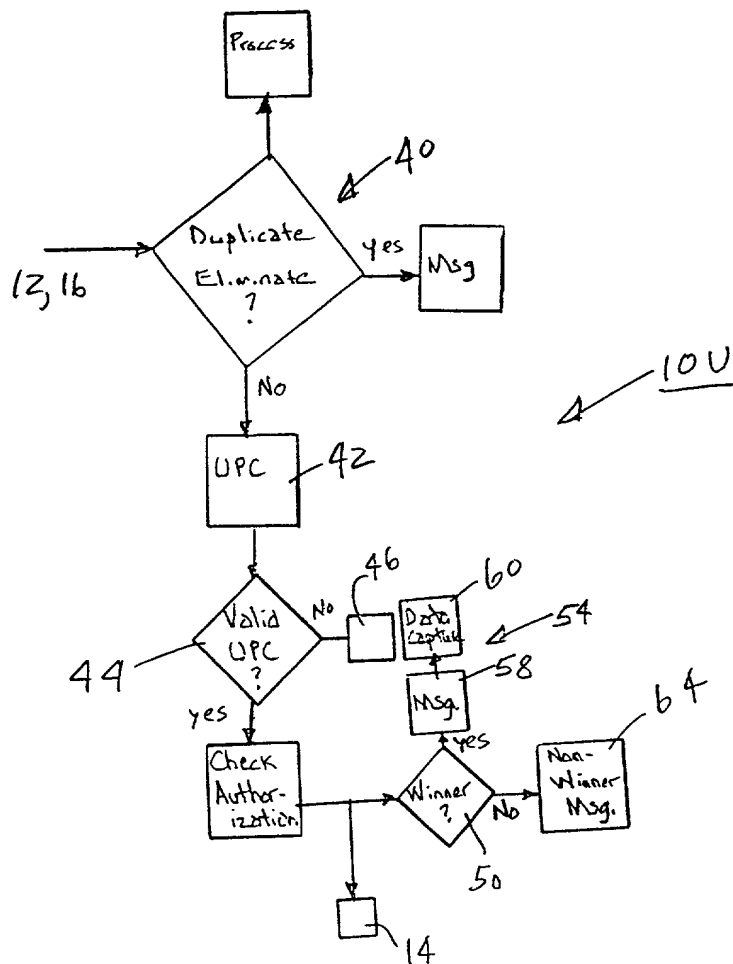 Process
40
Duplicate
Eliminate
?
yes
Msg
12,16
10U
No
UPC
42
46
60
No
Data
Capture
54
Valid
UPC
?
44
58
Msg.
64
yes
yes
Check
Author-
ization.
Winner
?
No
Non-
Winner
Msg.
50
14